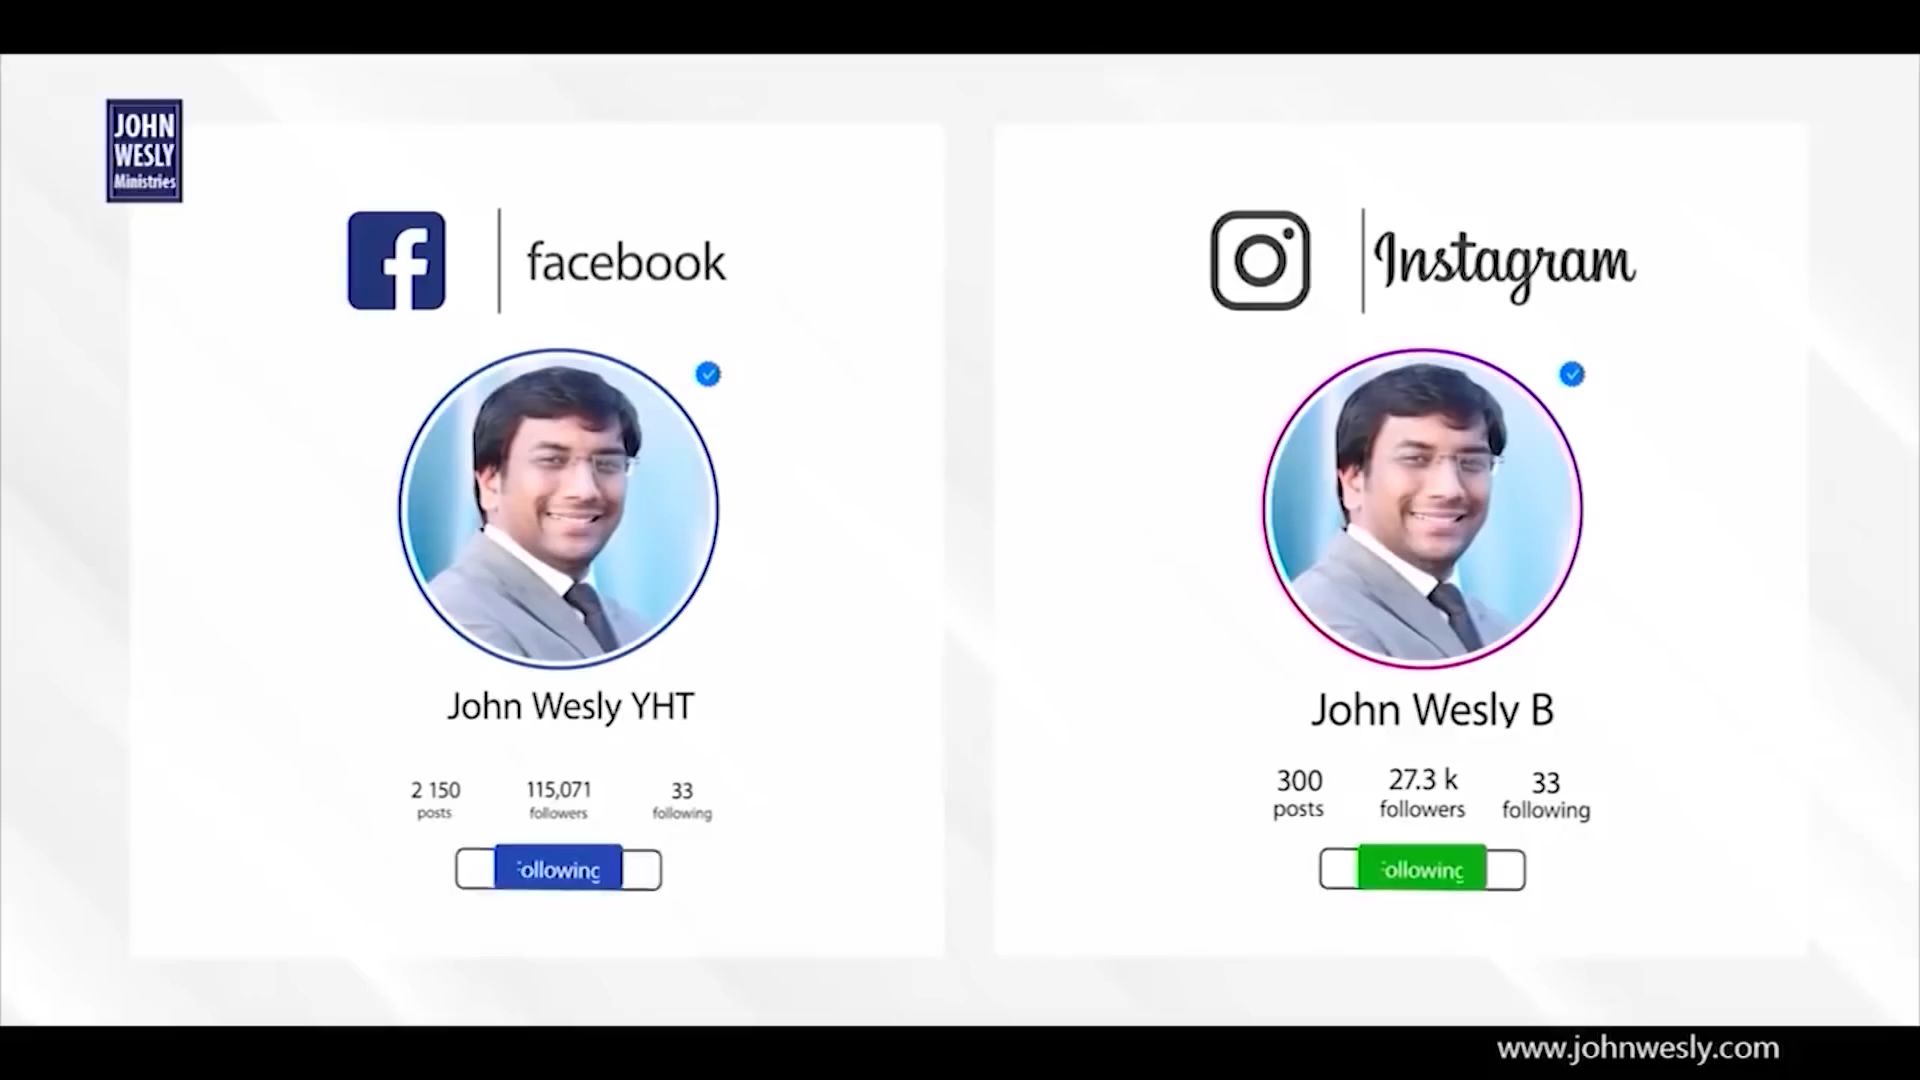 JOHN
WESLY
Ministries
facebook
John Wesly YHT
2 150 115,071 33
posts followers following
ollowing
Instagram
John Wesly B
300 27.3 k 33
posts followers following
ollowing
www.johnwesly.com